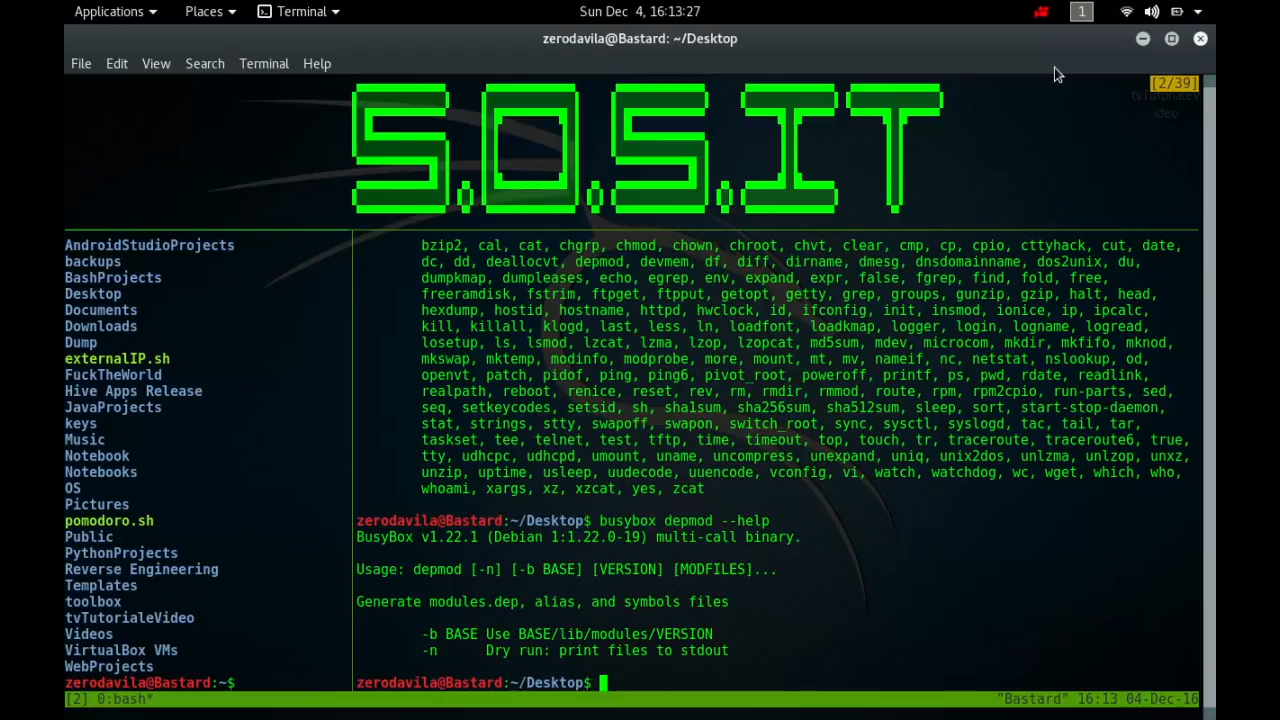 Applications Places Terminal Sun Dec 4, 16:13:27 1
zerodavila@Bastard: ~/Desktop
File Edit View Search Terminal Help
[2/39]
tvTutorialeV
ideo
S.O.S.IT
AndroidStudioProjects
backups
BashProjects
Desktop
Documents
Downloads
Dump
externalIP.sh
FuckTheWorld
Hive Apps Release
JavaProjects
keys
Music
Notebook
Notebooks
OS
Pictures
pomodoro.sh
Public
PythonProjects
Reverse Engineering
Templates
toolbox
tvTutorialeVideo
Videos
VirtualBox VMs
WebProjects
zerodavila@Bastard:~$
bzip2, cal, cat, chgrp, chmod, chown, chroot, chvt, clear, cmp, cp, cpio, cttyhack, cut, date,
dc, dd, deallocvt, depmod, devmem, df, diff, dirname, dmesg, dnsdomainname, dos2unix, du,
dumpkmap, dumpleases, echo, egrep, env, expand, expr, false, fgrep, find, fold, free,
freeramdisk, fstrim, ftpget, ftpput, getopt, getty, grep, groups, gunzip, gzip, halt, head,
hexdump, hostid, hostname, httpd, hwclock, id, ifconfig, init, insmod, ionice, ip, ipcalc,
kill, killall, klogd, last, less, ln, loadfont, loadkmap, logger, login, logname, logread,
losetup, ls, lsmod, lzcat, lzma, lzop, lzopcat, md5sum, mdev, microcom, mkdir, mkfifo, mknod,
mkswap, mktemp, modinfo, modprobe, more, mount, mt, mv, nameif, nc, netstat, nslookup, od,
openvt, patch, pidof, ping, ping6, pivot_root, poweroff, printf, ps, pwd, rdate, readlink,
realpath, reboot, renice, reset, rev, rm, rmdir, rmmod, route, rpm, rpm2cpio, run-parts, sed,
seq, setkeycodes, setsid, sh, sha1sum, sha256sum, sha512sum, sleep, sort, start-stop-daemon,
stat, strings, stty, swapoff, swapon, switch_root, sync, sysctl, syslogd, tac, tail, tar,
taskset, tee, telnet, test, tftp, time, timeout, top, touch, tr, traceroute, traceroute6, true,
tty, udhcpc, udhcpd, umount, uname, uncompress, unexpand, uniq, unix2dos, unlzma, unlzop, unxz,
unzip, uptime, usleep, uudecode, uuencode, vconfig, vi, watch, watchdog, wc, wget, which, who,
whoami, xargs, xz, xzcat, yes, zcat
zerodavila@Bastard:~/Desktop$ busybox depmod --help
BusyBox v1.22.1 (Debian 1:1.22.0-19) multi-call binary.
Usage: depmod [-n] [-b BASE] [VERSION] [MODFILES]...
Generate modules.dep, alias, and symbols files
-b BASE Use BASE/lib/modules/VERSION
-n Dry run: print files to stdout
zerodavila@Bastard:~/Desktop$
[2] 0:bash* "Bastard" 16:13 04-Dec-16